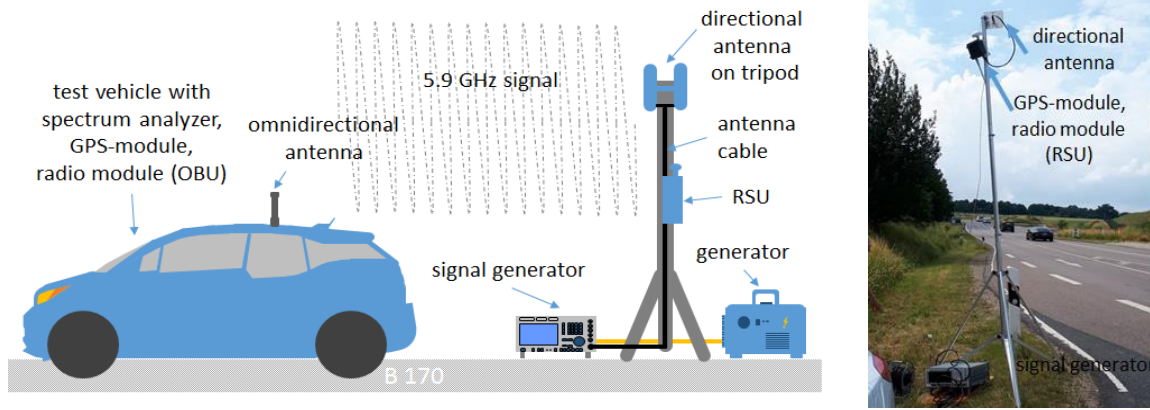 test vehicle with
spectrum analyzer,
GPS-module,
radio module (OBU)
omnidirectional
antenna
5.9 GHz signal
directional
antenna
on tripod
antenna
cable
RSU
signal generator
generator
B 170
directional
antenna
GPS-module,
radio module
(RSU)
signal generator